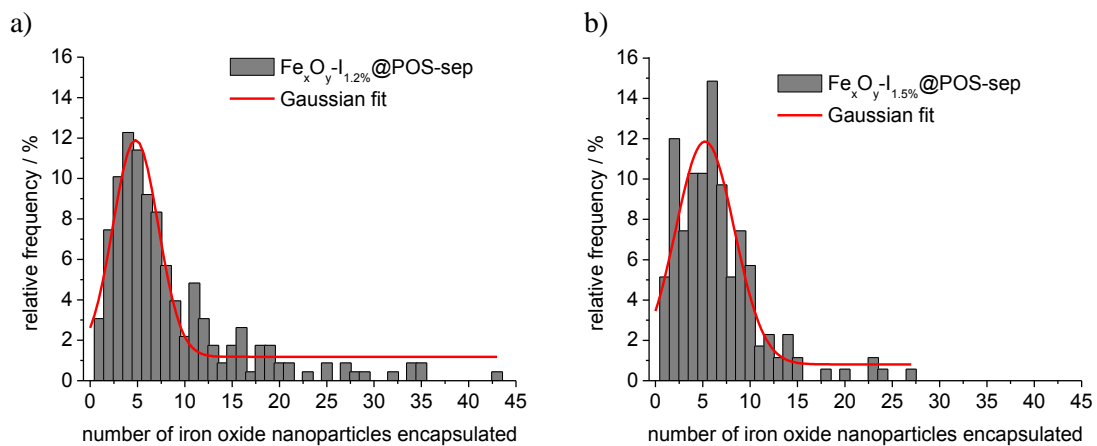 a)
16
14
12
10
8
6
4
2
0
relative frequency / %
FexOy-I1.2%@POS-sep
Gaussian fit
0 5 10 15 20 25 30 35 40 45
number of iron oxide nanoparticles encapsulated
b)
16
14
12
10
8
6
4
2
0
relative frequency / %
FexOy-I1.5%@POS-sep
Gaussian fit
0 5 10 15 20 25 30 35 40 45
number of iron oxide nanoparticles encapsulated